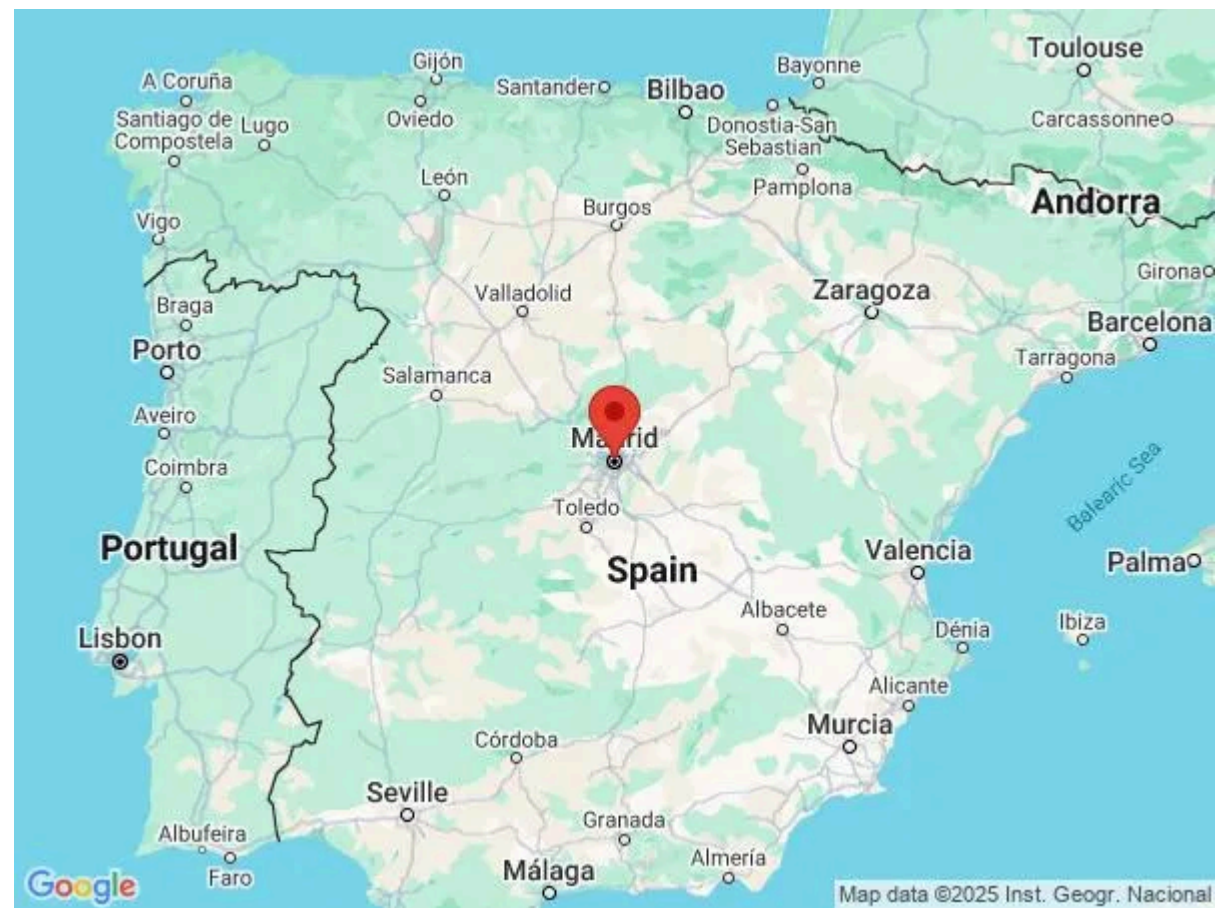 Toulouse
Gijón
A Coruña
Santander
Bilbao
Bayonne
Santiago de
Compostela
Lugo
Oviedo
Donostia-San
Sebastian
Carcassonne
León
Pamplona
Andorra
Vigo
Burgos
Girona
Braga
Valladolid
Zaragoza
Barcelona
Porto
Salamanca
Tarragona
Aveiro
Madrid
Coimbra
Toledo
Balearic Sea
Portugal
Spain
Valencia
Palma
Lisbon
Albacete
Dénia
Ibiza
Alicante
Murcia
Córdoba
Seville
Granada
Albufeira
Faro
Málaga
Almería
Google
Map data ©2025 Inst. Geogr. Nacional